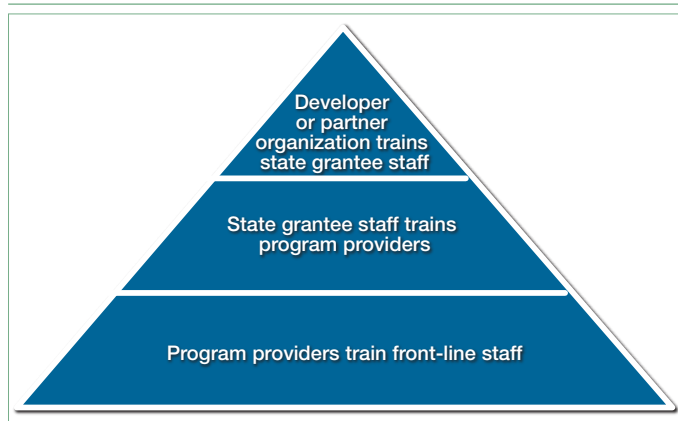 Developer
or partner
organization trains
state grantee staff
State grantee staff trains
program providers
Program providers train front-line staff